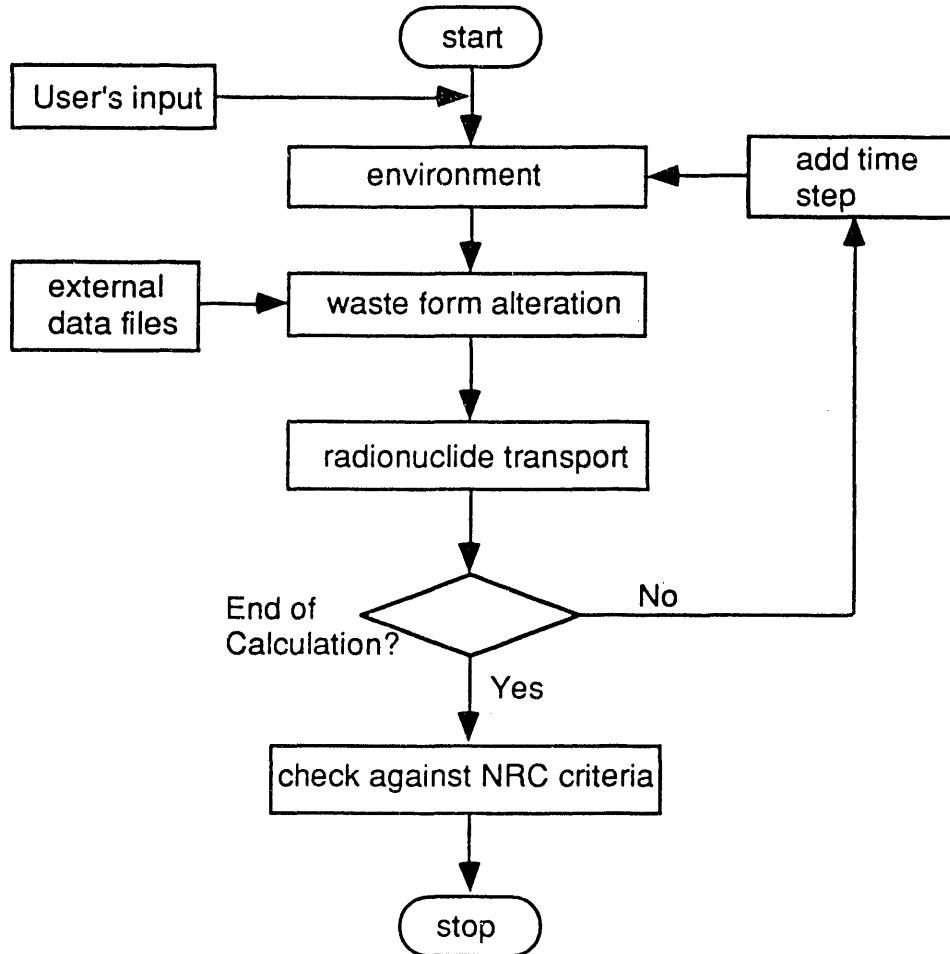 start
User's input
environment
add time
step
external
data files
waste form alteration
radionuclide transport
End of
Calculation?
No
Yes
check against NRC criteria
stop